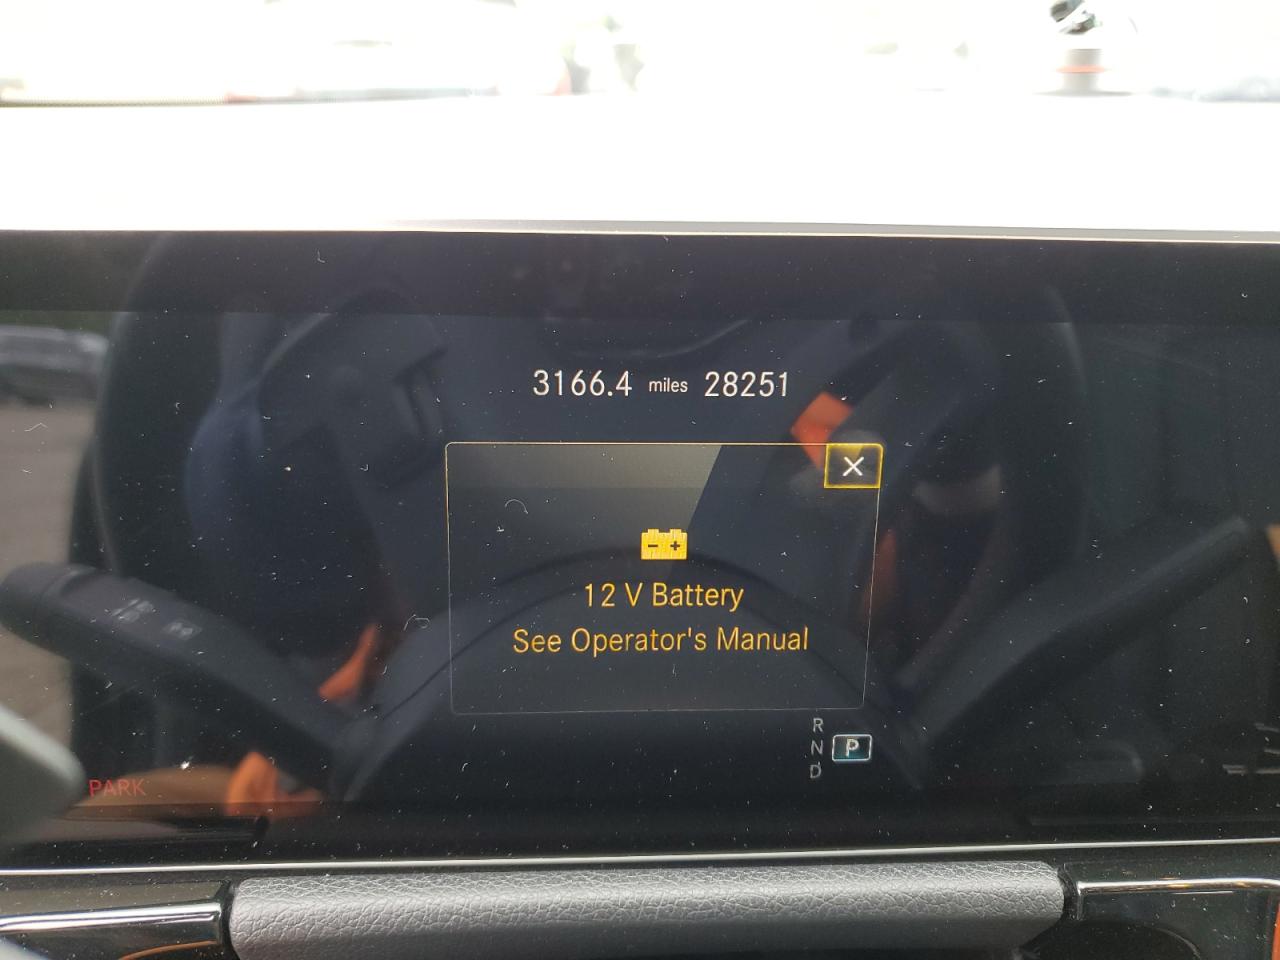 3166.4 miles 28251
12 V Battery
See Operator's Manual
R
N P
D
PARK